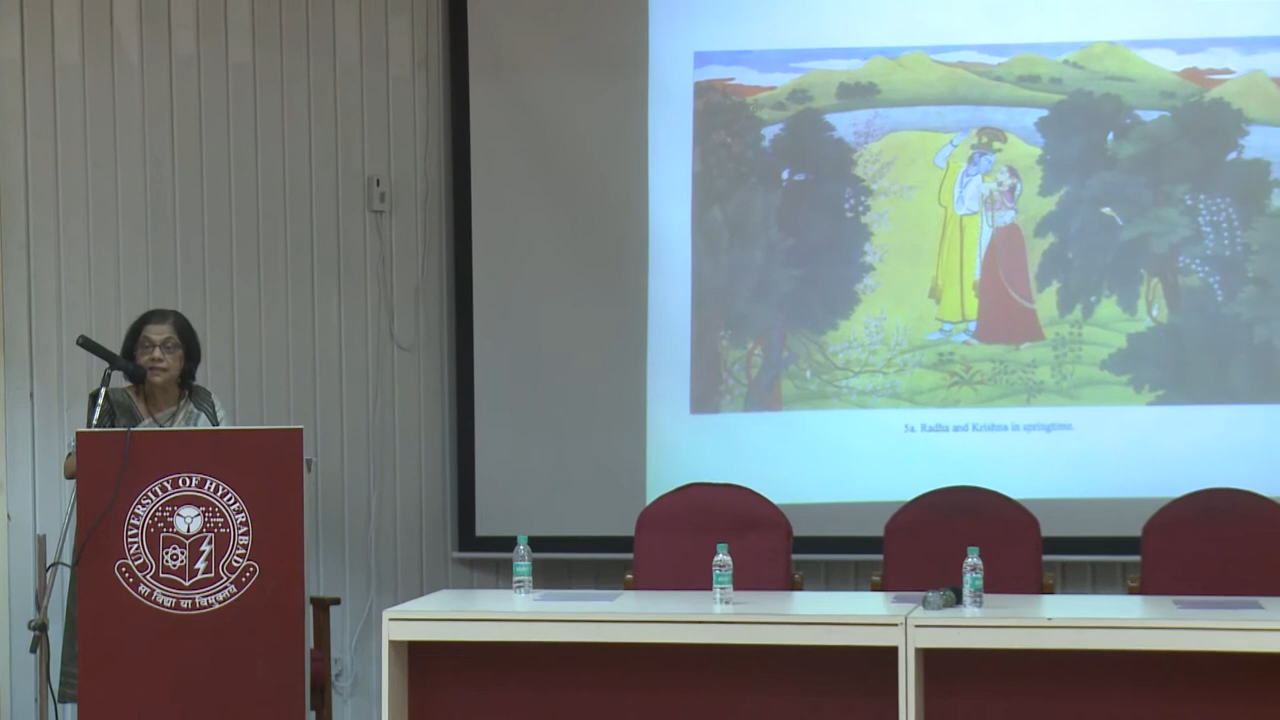 5a. Radha and Krishna in springtime.
UNIVERSITY OF HYDERABAD
सा विद्या या विमुक्तये